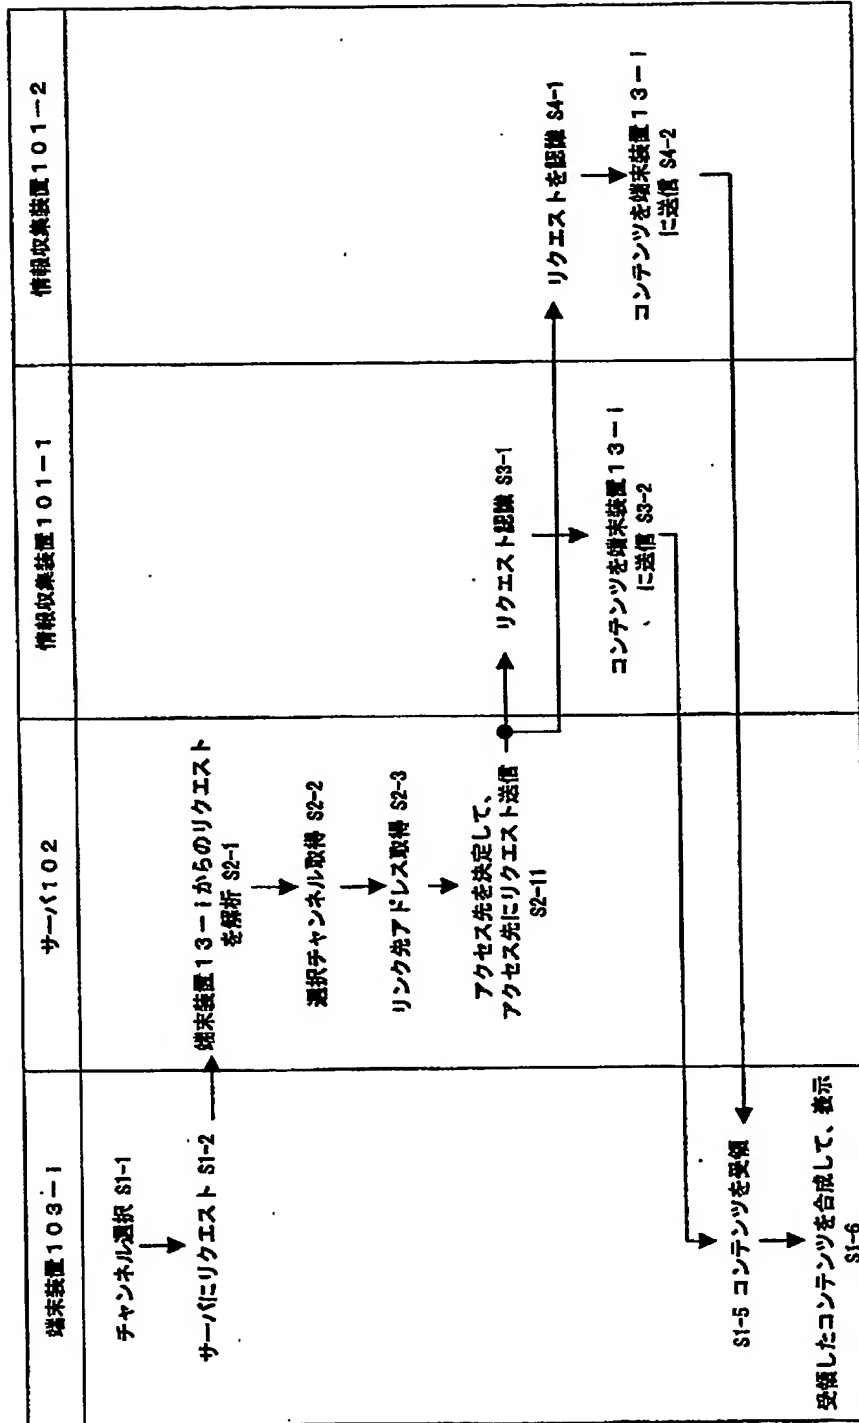 端末装置103-i
サーバ102
情報収集装置101-1
情報収集装置101-2
チャンネル選択 S1-1
サーバにリクエスト S1-2
端末装置13-iからのリクエスト
を解析 S2-1
選択チャンネル取得 S2-2
リンク先アドレス取得 S2-3
アクセス先を決定して、
アクセス先にリクエスト送信
S2-11
リクエスト認識 S3-1
リクエストを認識 S4-1
コンテンツを端末装置13-i
に送信 S3-2
コンテンツを端末装置13-i
に送信 S4-2
S1-5 コンテンツを受領
受領したコンテンツを合成して、表示
S1-6